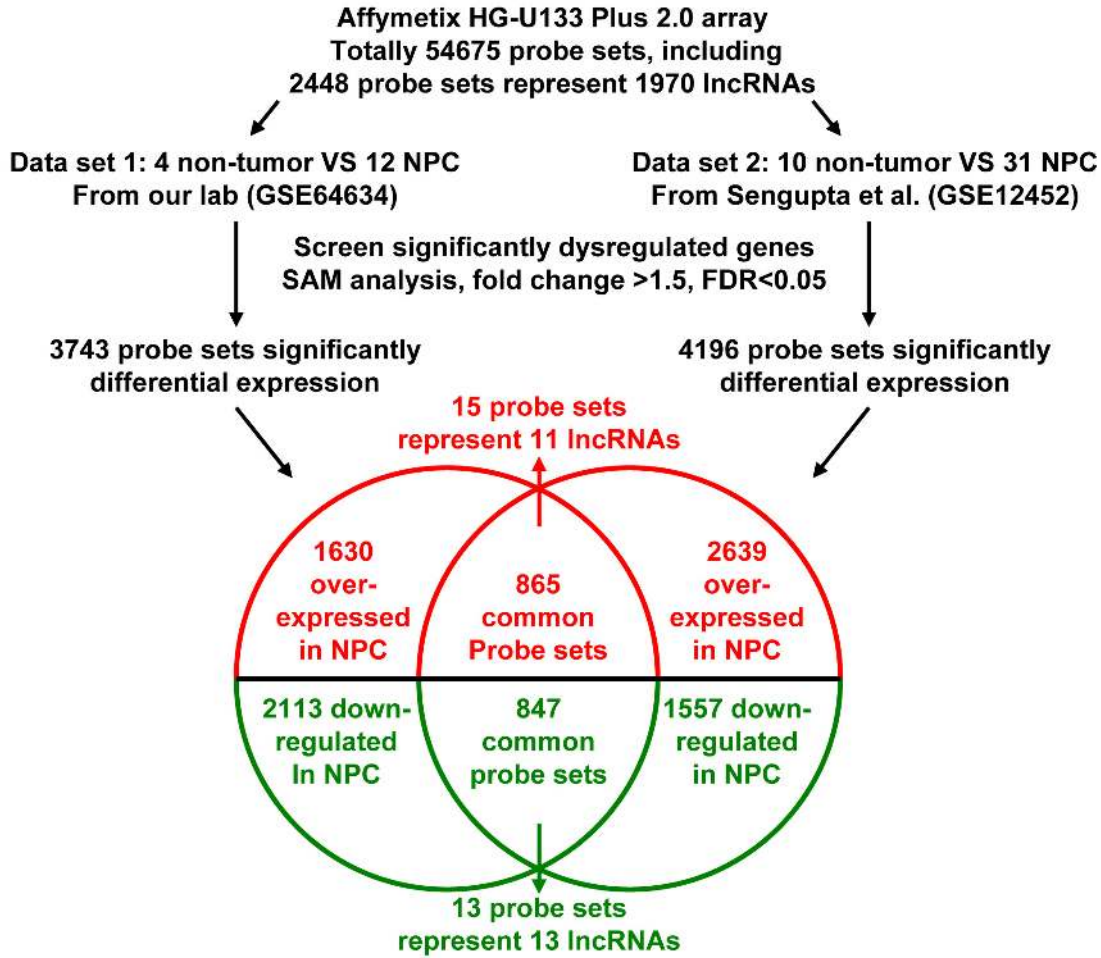 Affymetix HG-U133 Plus 2.0 array
Totally 54675 probe sets, including
2448 probe sets represent 1970 lncRNAs
Data set 1: 4 non-tumor VS 12 NPC
From our lab (GSE64634)
Data set 2: 10 non-tumor VS 31 NPC
From Sengupta et al. (GSE12452)
Screen significantly dysregulated genes
SAM analysis, fold change >1.5, FDR<0.05
3743 probe sets significantly
differential expression
4196 probe sets significantly
differential expression
15 probe sets
represent 11 lncRNAs
1630
over-
expressed
in NPC
865
common
Probe sets
2639
over-
expressed
in NPC
2113 down-
regulated
In NPC
847
common
probe sets
1557 down-
regulated
in NPC
13 probe sets
represent 13 lncRNAs